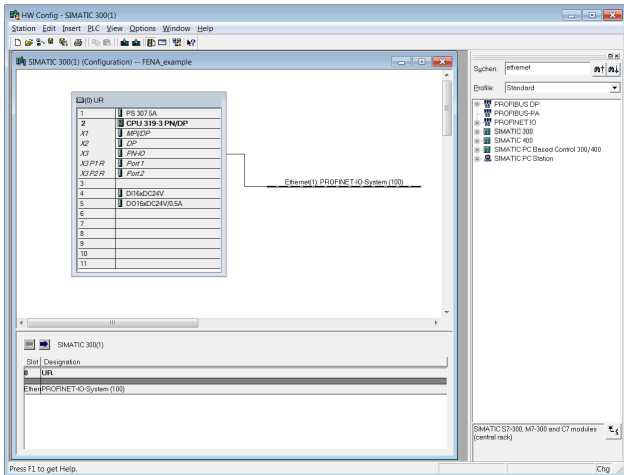 HW Config - SIMATIC 300(1)
Station Edit Insert PLC View Options Window Help
SIMATIC 300(1) (Configuration) -- FENA_example
(0) UR
1 PS 307 5A
2 CPU 319-3 PN/DP
X1 MPI/DP
X2 DP
X3 PN-IO
X3 P1 R Port 1
X3 P2 R Port 2
3
4 DI16xDC24V
5 DO16xDC24V/0,5A
6
7
8
9
10
11
Ethernet(1): PROFINET-IO-System (100)
SIMATIC 300(1)
Slot Designation
0 UR
Ether PROFINET-IO-System (100)
Suchen: ethernet
Profile: Standard
PROFIBUS DP
PROFIBUS-PA
PROFINET IO
SIMATIC 300
SIMATIC 400
SIMATIC PC Based Control 300/400
SIMATIC PC Station
SIMATIC S7-300, M7-300 and C7 modules
(central rack)
Press F1 to get Help.
Chg